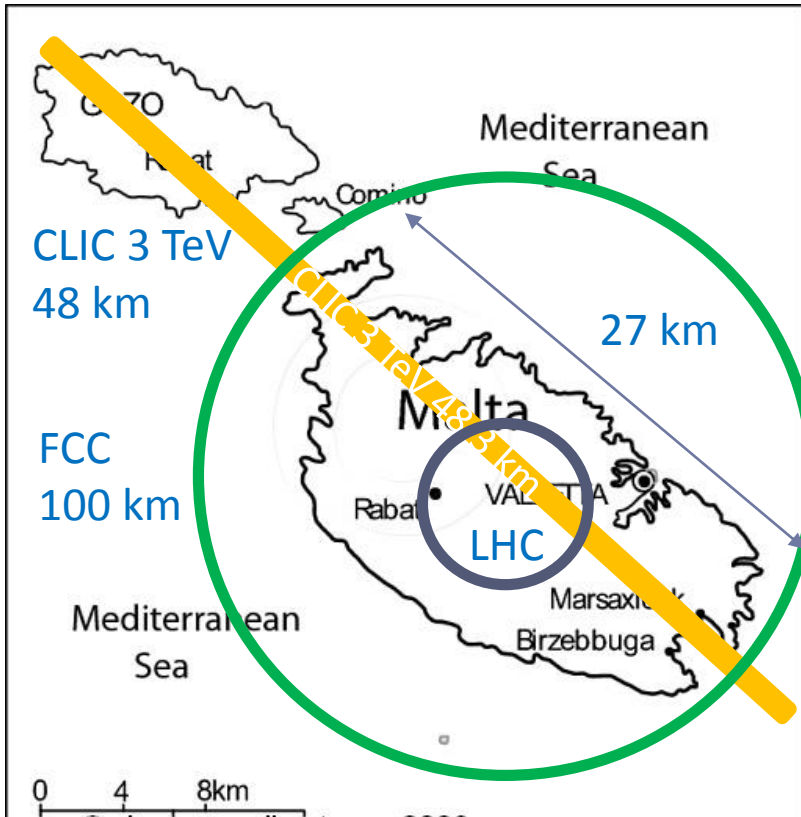 Mediterranean
Sea
Comino
CLIC 3 TeV
48 km
CLIC 3 TeV 48.3 km
27 km
Malta
FCC
100 km
Rabat
VALLETTA
LHC
Mediterranean
Sea
Marsaxlokk
Birzebbuga
0 4 8km